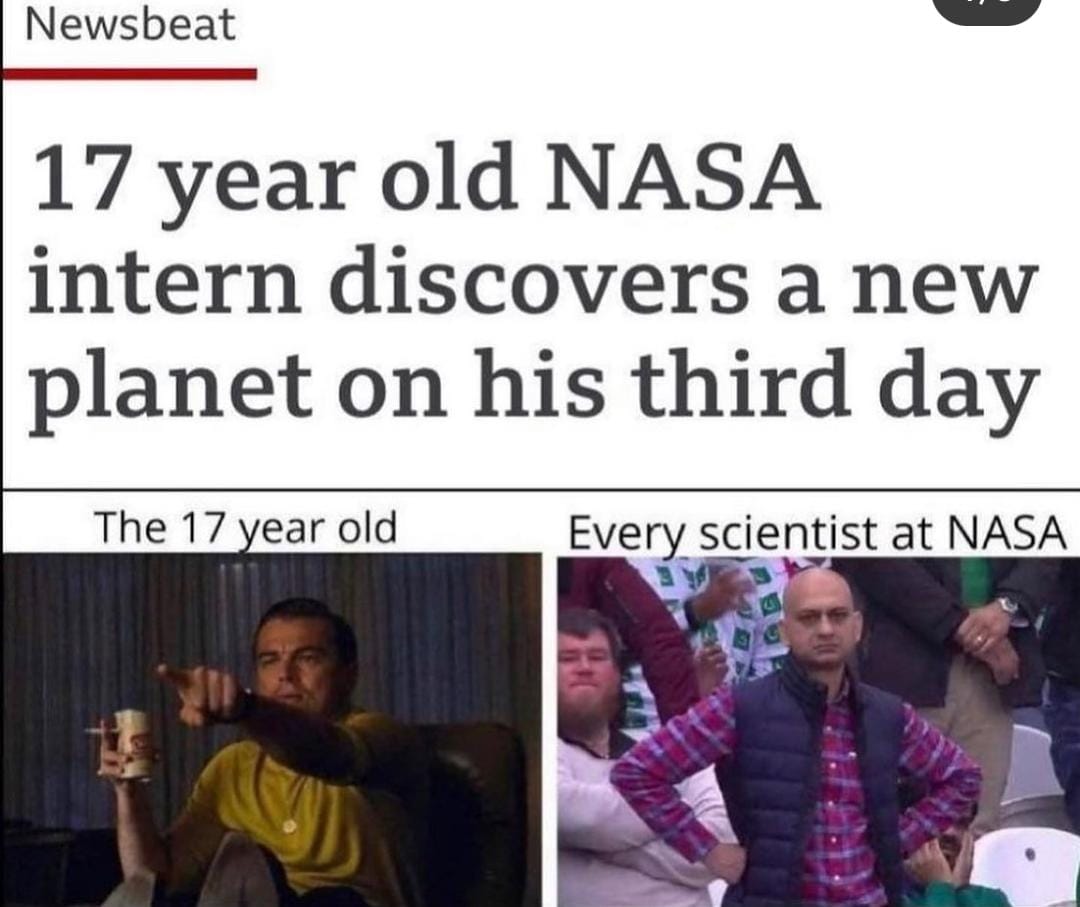 Newsbeat
17 year old NASA
intern discovers a new
planet on his third day
The 17 year old
Every scientist at NASA